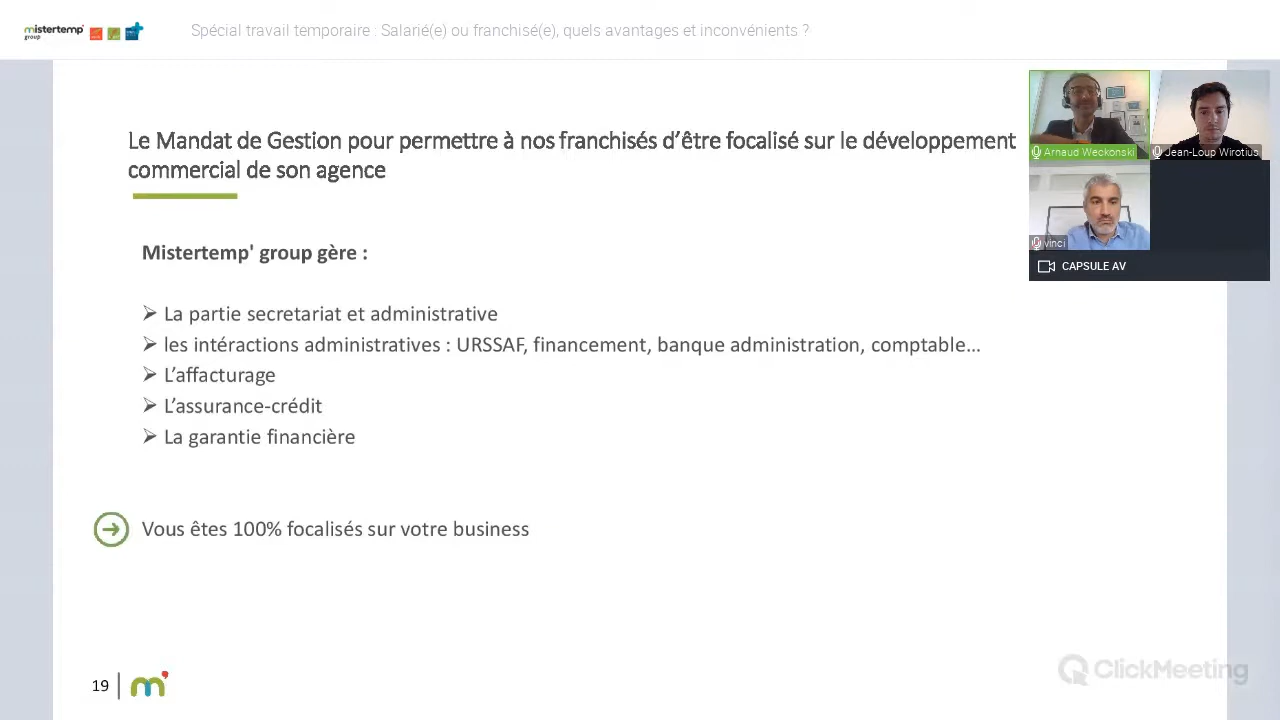 mistertemp'
group
Spécial travail temporaire : Salarié(e) ou franchisé(e), quels avantages et inconvénients ?
Le Mandat de Gestion pour permettre à nos franchisés d’être focalisé sur le développement
commercial de son agence
Arnaud Weckonski
Jean-Loup Wirotius
vinci
CAPSULE AV
Mistertemp' group gère :
La partie secretariat et administrative
les intéractions administratives : URSSAF, financement, banque administration, comptable…
L’affacturage
L’assurance-crédit
La garantie financière
Vous êtes 100% focalisés sur votre business
19
m'
ClickMeeting